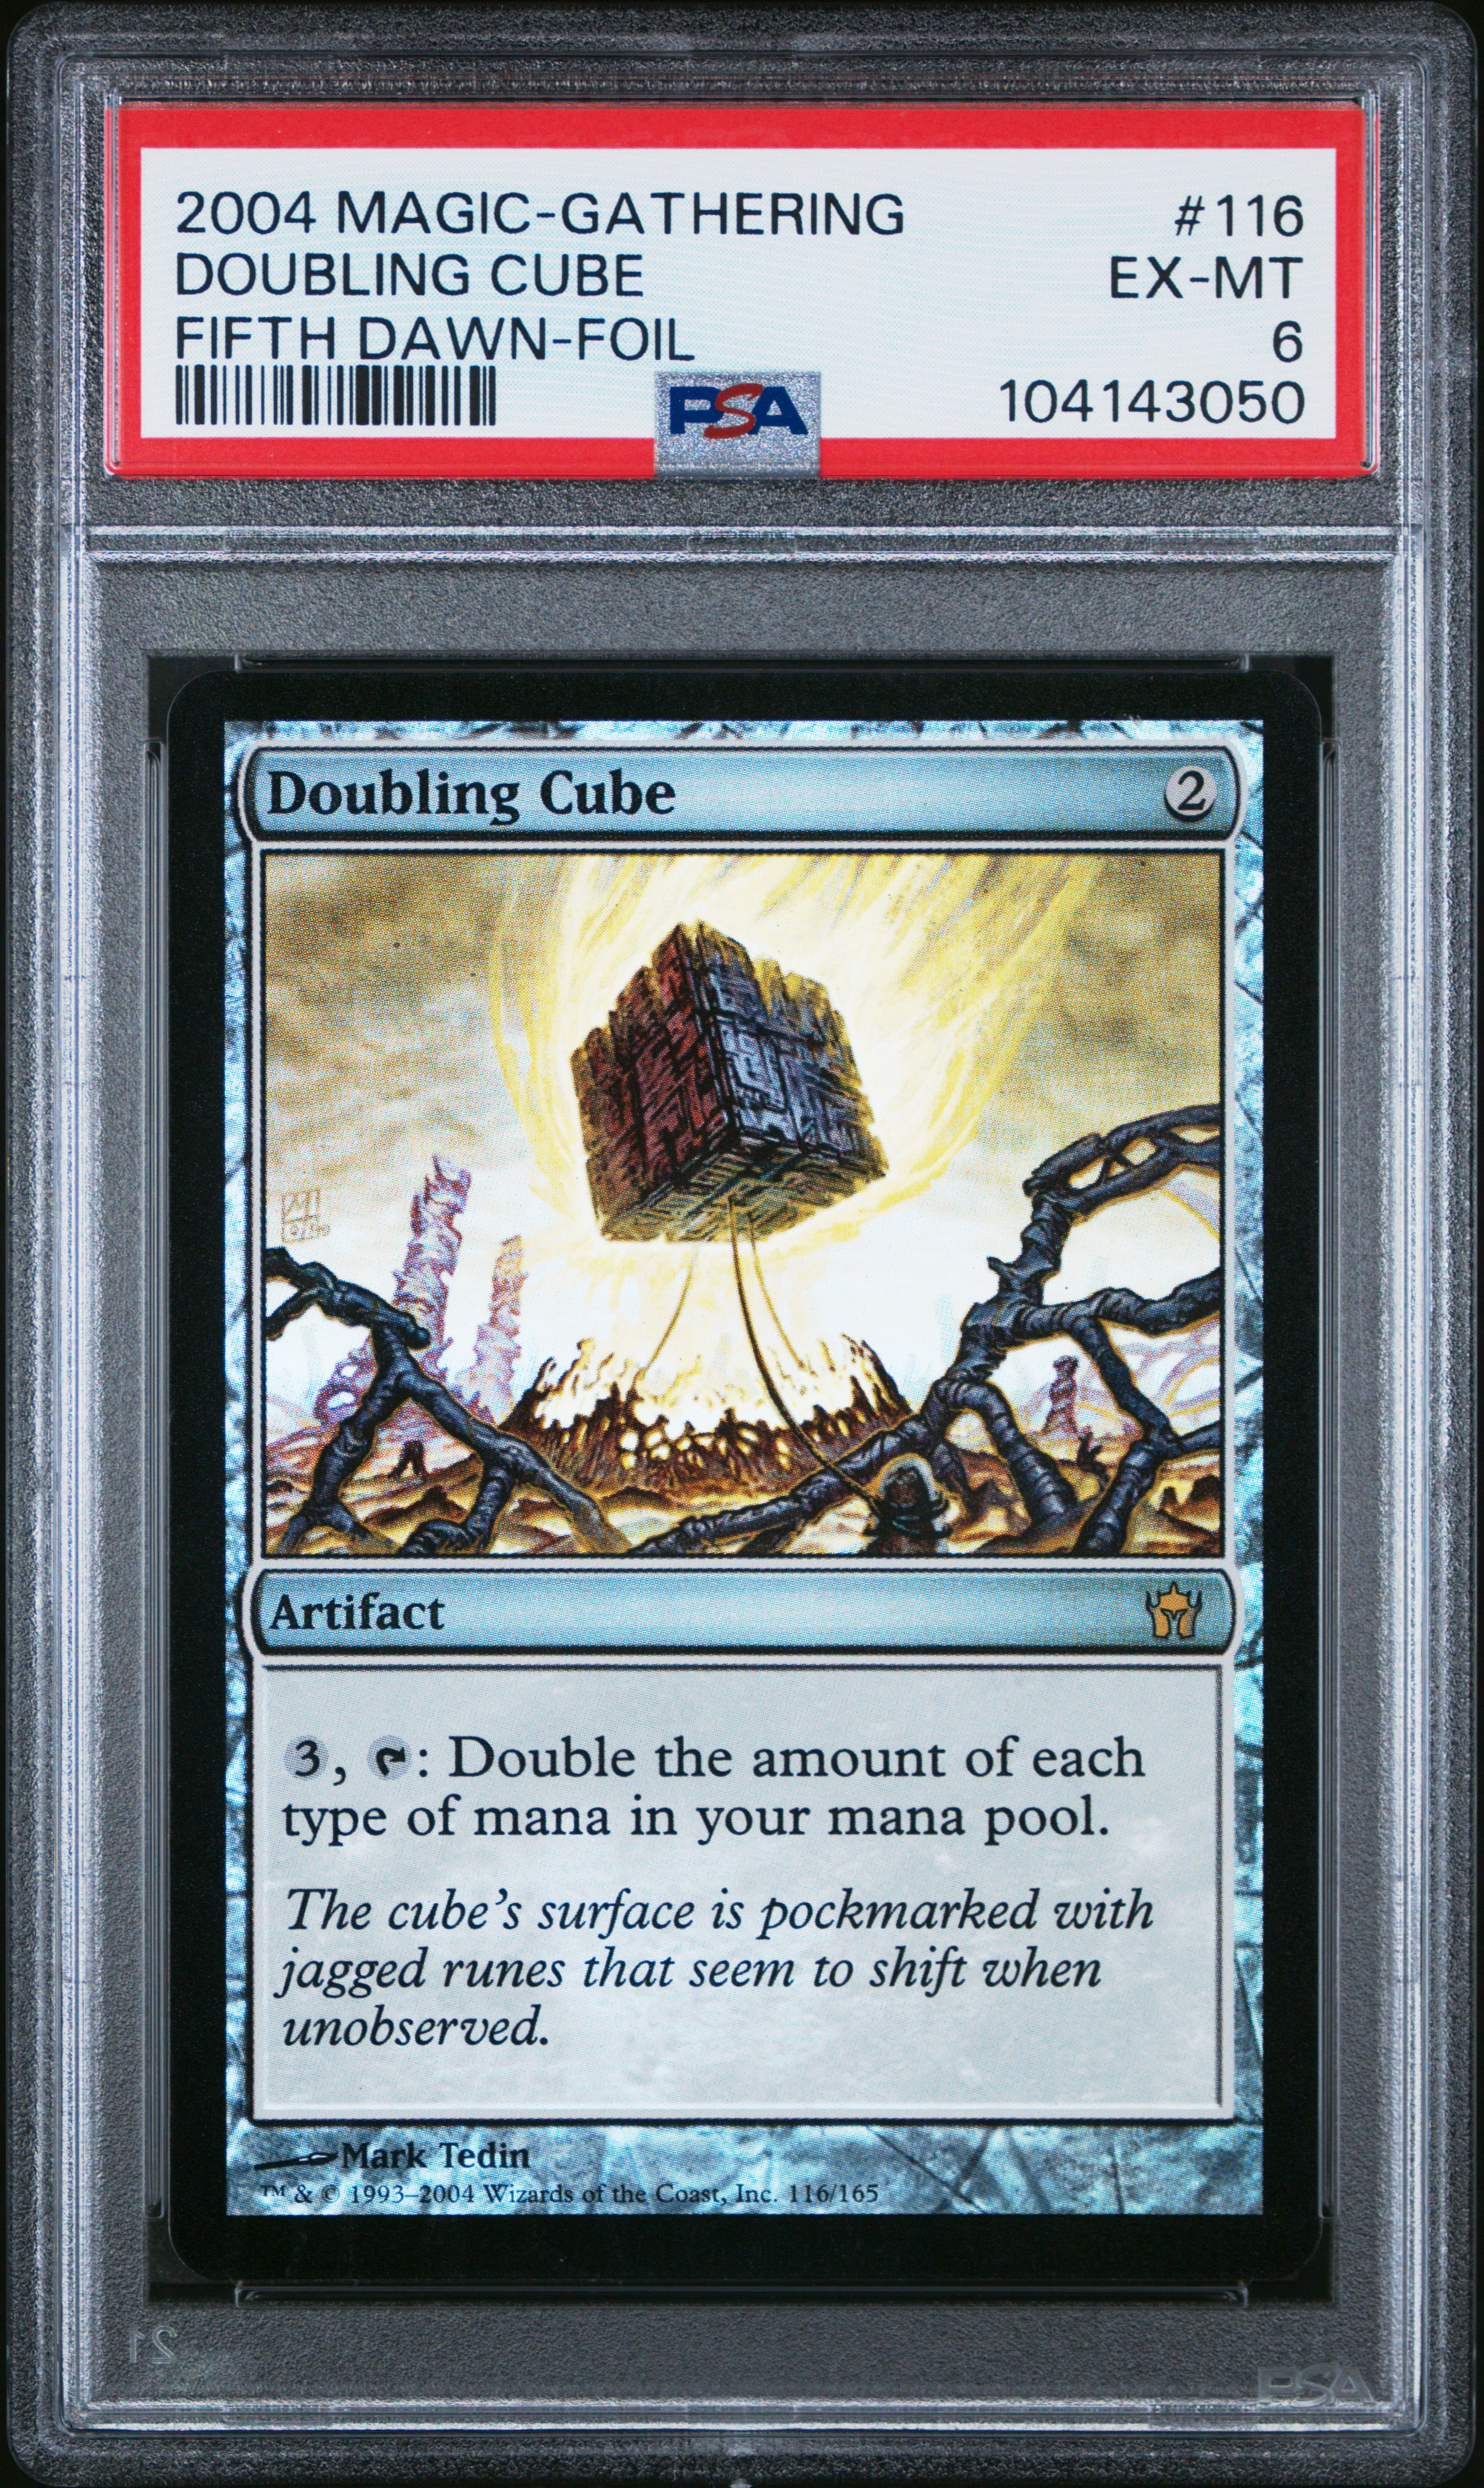 2004 MAGIC-GATHERING #116
DOUBLING CUBE EX-MT
FIFTH DAWN-FOIL 6
PSA 104143050
Doubling Cube 2
Artifact
3, : Double the amount of each
type of mana in your mana pool.
The cube's surface is pockmarked with
jagged runes that seem to shift when
unobserved.
Mark Tedin
™ & © 1993–2004 Wizards of the Coast, Inc. 116/165
21
PSA